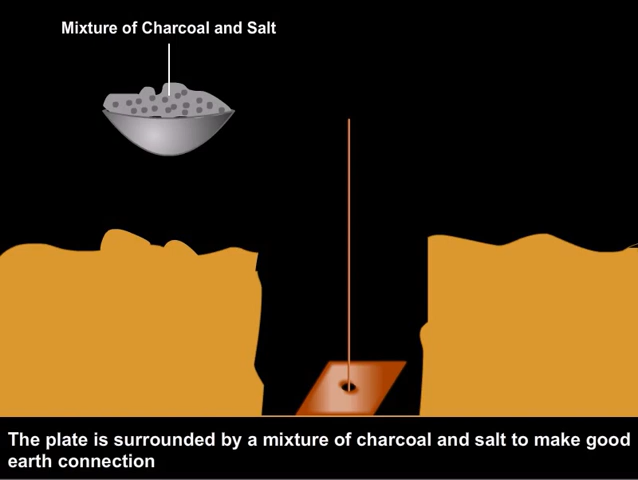 Mixture of Charcoal and Salt
The plate is surrounded by a mixture of charcoal and salt to make good
earth connection